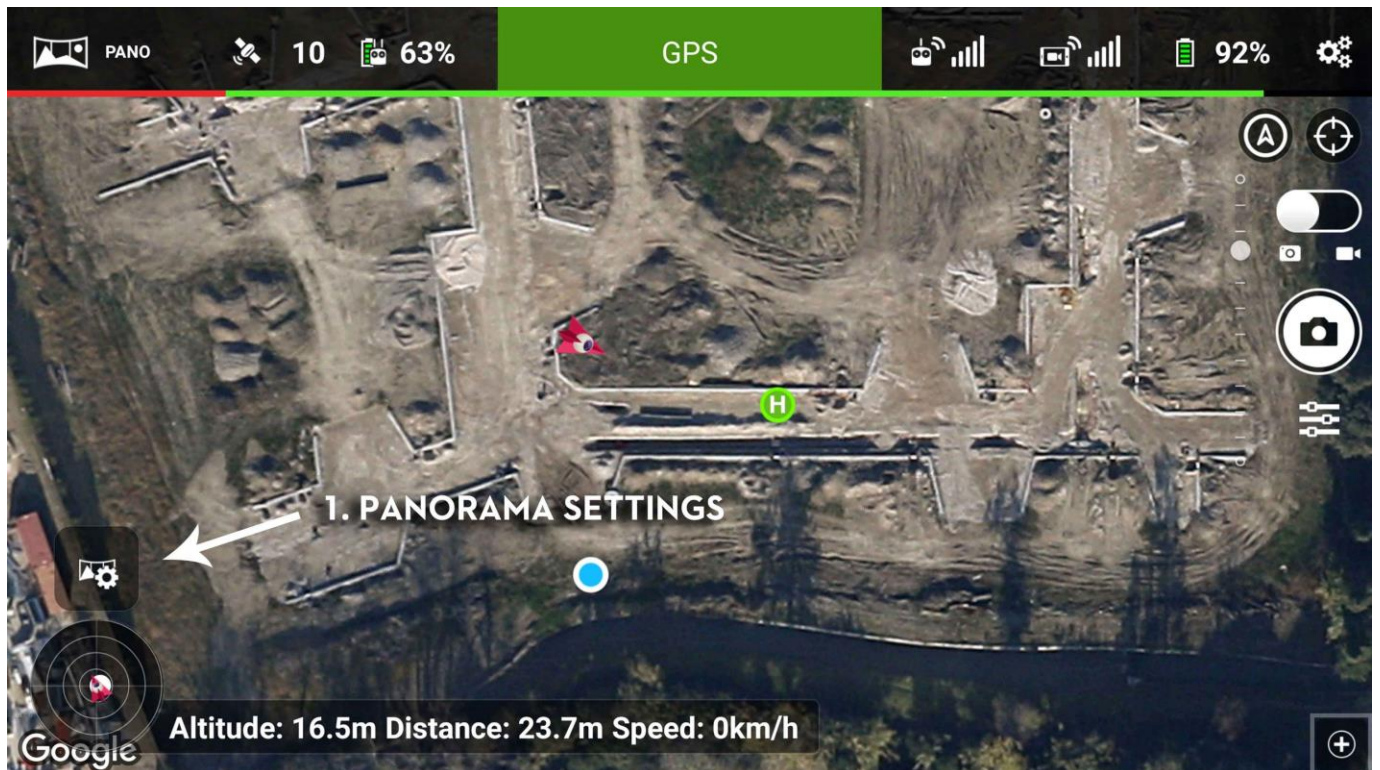 PANO
10
63%
GPS
92%
H
1. PANORAMA SETTINGS
Altitude: 16.5m Distance: 23.7m Speed: 0km/h
Google